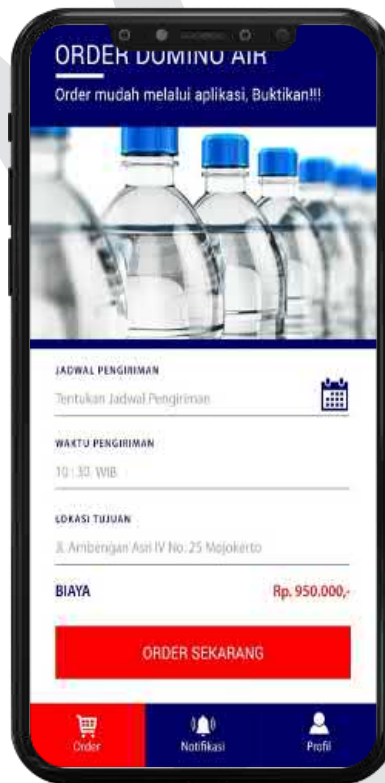 ORDER DOMINO AIR
Order mudah melalui aplikasi, Buktikan!!!
JADWAL PENGIRIMAN
Tentukan Jadwal Pengiriman
WAKTU PENGIRIMAN
10 : 30 WIB
LOKASI TUJUAN
Jl. Ambengan Asri IV No. 25 Mojokerto
BIAYA Rp. 950.000,-
ORDER SEKARANG
Order Notifikasi Profil